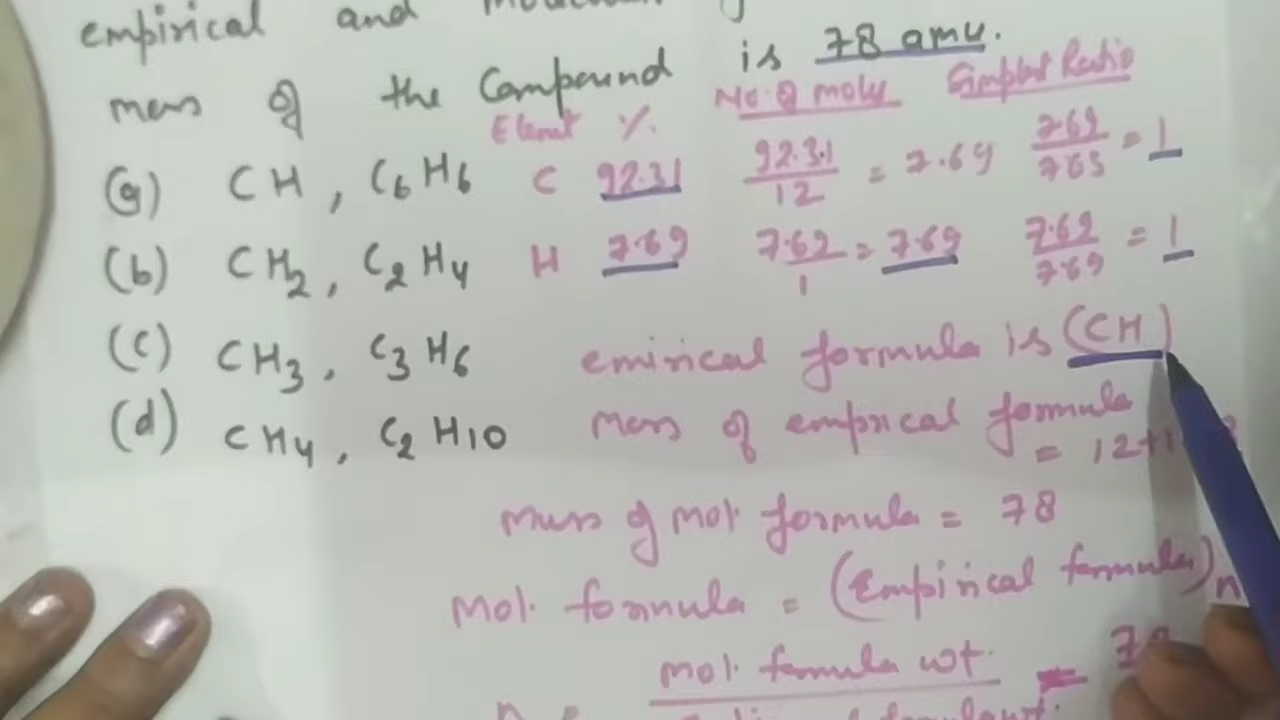 empirical and
mass of the Compound is 78 amu.
Elemt % No. of moles Simplest Ratio
(a) CH, C6H6 C 92.31 92.31/12 = 7.69 7.69/7.69 = 1
(b) CH2, C2H4 H 7.69 7.69/1 = 7.69 7.69/7.69 = 1
(c) CH3, C3H6 emirical formula is (CH)
(d) CH4, C2H10 mass of emprical formula
= 12+1
mass of mol. formula = 78
Mol. formula = (Empirical formula)n
n = mol. formula wt. = 78